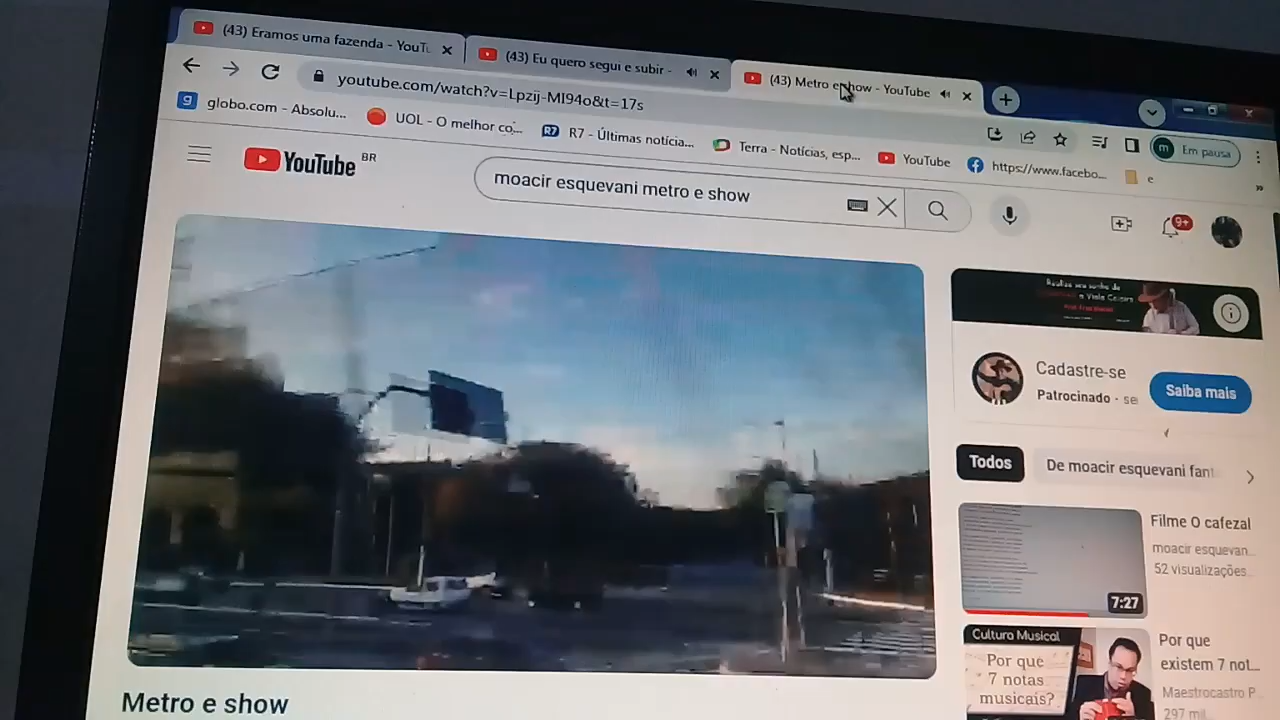 (43) Eramos uma fazenda - YouTu
(43) Eu quero segui e subir -
(43) Metro e show - YouTube
youtube.com/watch?v=Lpzij-MI94o&t=17s
Em pausa
globo.com - Absolu...
UOL - O melhor co...
R7 - Últimas notícia...
Terra - Notícias, esp...
YouTube
https://www.facebo...
e
YouTube BR
moacir esquevani metro e show
9+
Cadastre-se
Patrocinado · se
Saiba mais
Todos
De moacir esquevani fant
Filme O cafezal
moacir esquevan...
52 visualizações
7:27
Cultura Musical
Por que
7 notas
musicais?
Por que
existem 7 not...
Maestrocastro P...
297 mil
Metro e show